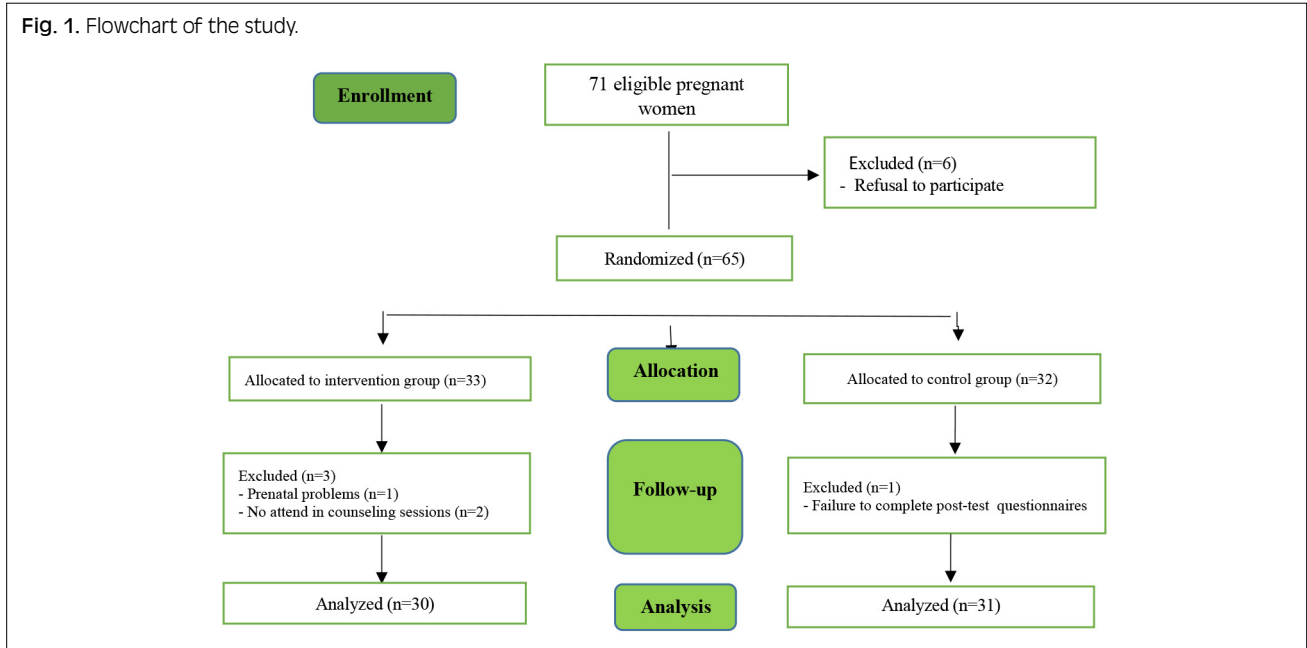 Fig. 1. Flowchart of the study.
Enrollment
71 eligible pregnant
women
Excluded (n=6)
- Refusal to participate
Randomized (n=65)
Allocated to intervention group (n=33)
Allocation
Allocated to control group (n=32)
Excluded (n=3)
- Prenatal problems (n=1)
- No attend in counseling sessions (n=2)
Follow-up
Excluded (n=1)
- Failure to complete post-test questionnaires
Analyzed (n=30)
Analysis
Analyzed (n=31)